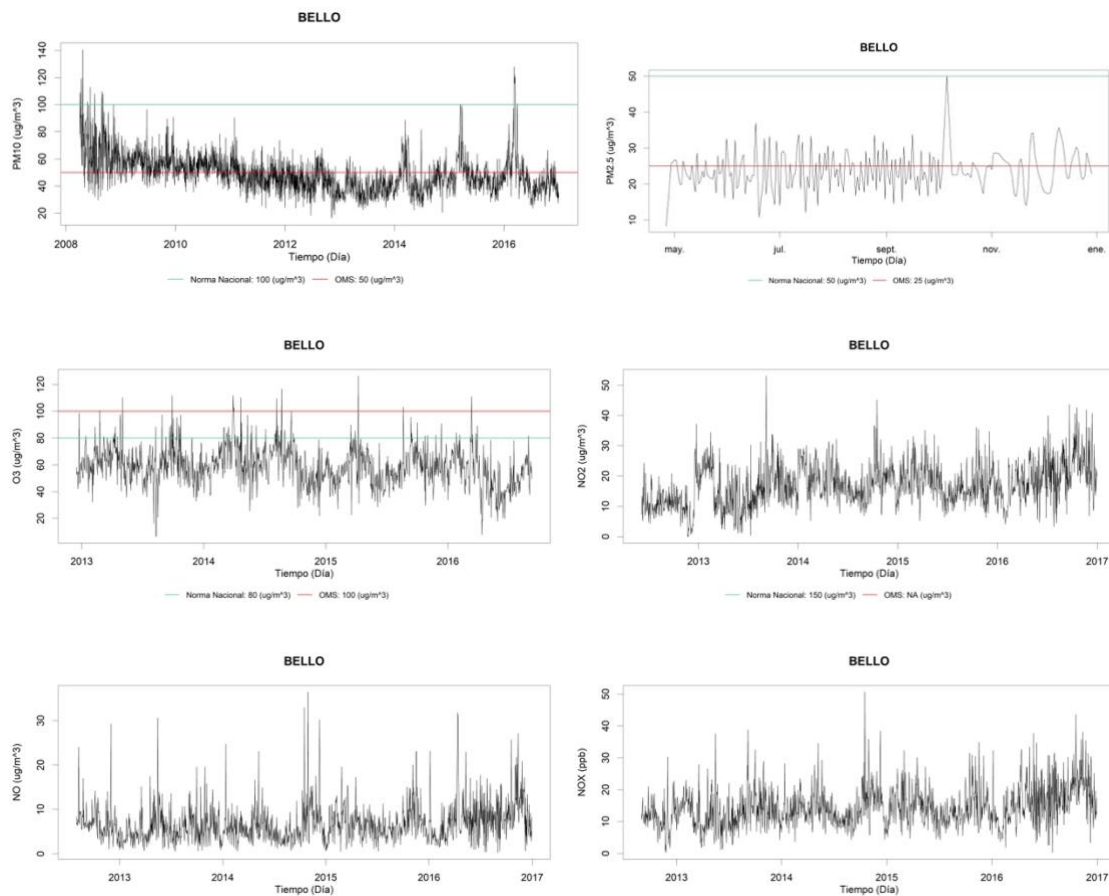 BELLO
PM10 (ug/m^3)
140
120
100
80
60
40
20
2008
2010
2012
2014
2016
Tiempo (Día)
Norma Nacional: 100 (ug/m^3)
OMS: 50 (ug/m^3)
BELLO
PM2.5 (ug/m^3)
50
40
30
20
10
may.
jul.
sept.
nov.
ene.
Tiempo (Día)
Norma Nacional: 50 (ug/m^3)
OMS: 25 (ug/m^3)
BELLO
O3 (ug/m^3)
120
100
80
60
40
20
2013
2014
2015
2016
Tiempo (Día)
Norma Nacional: 80 (ug/m^3)
OMS: 100 (ug/m^3)
BELLO
NO2 (ug/m^3)
50
40
30
20
10
0
2013
2014
2015
2016
2017
Tiempo (Día)
Norma Nacional: 150 (ug/m^3)
OMS: NA (ug/m^3)
BELLO
NO (ug/m^3)
30
20
10
0
2013
2014
2015
2016
2017
Tiempo (Día)
BELLO
NOX (ppb)
50
40
30
20
10
0
2013
2014
2015
2016
2017
Tiempo (Día)